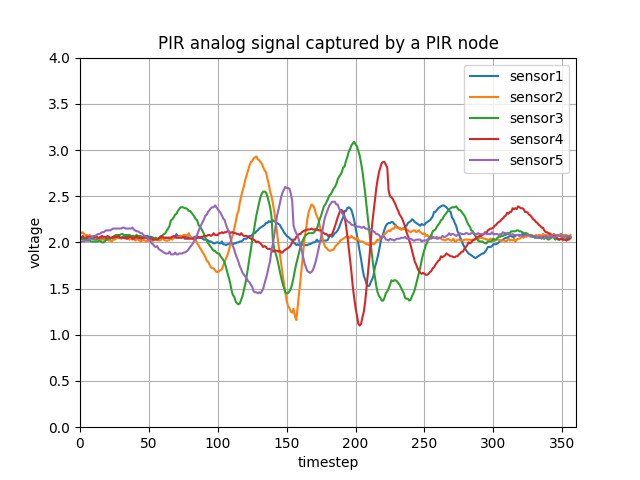 PIR analog signal captured by a PIR node
4.0
3.5
3.0
2.5
2.0
1.5
1.0
0.5
0.0
voltage
sensor1
sensor2
sensor3
sensor4
sensor5
0 50 100 150 200 250 300 350
timestep